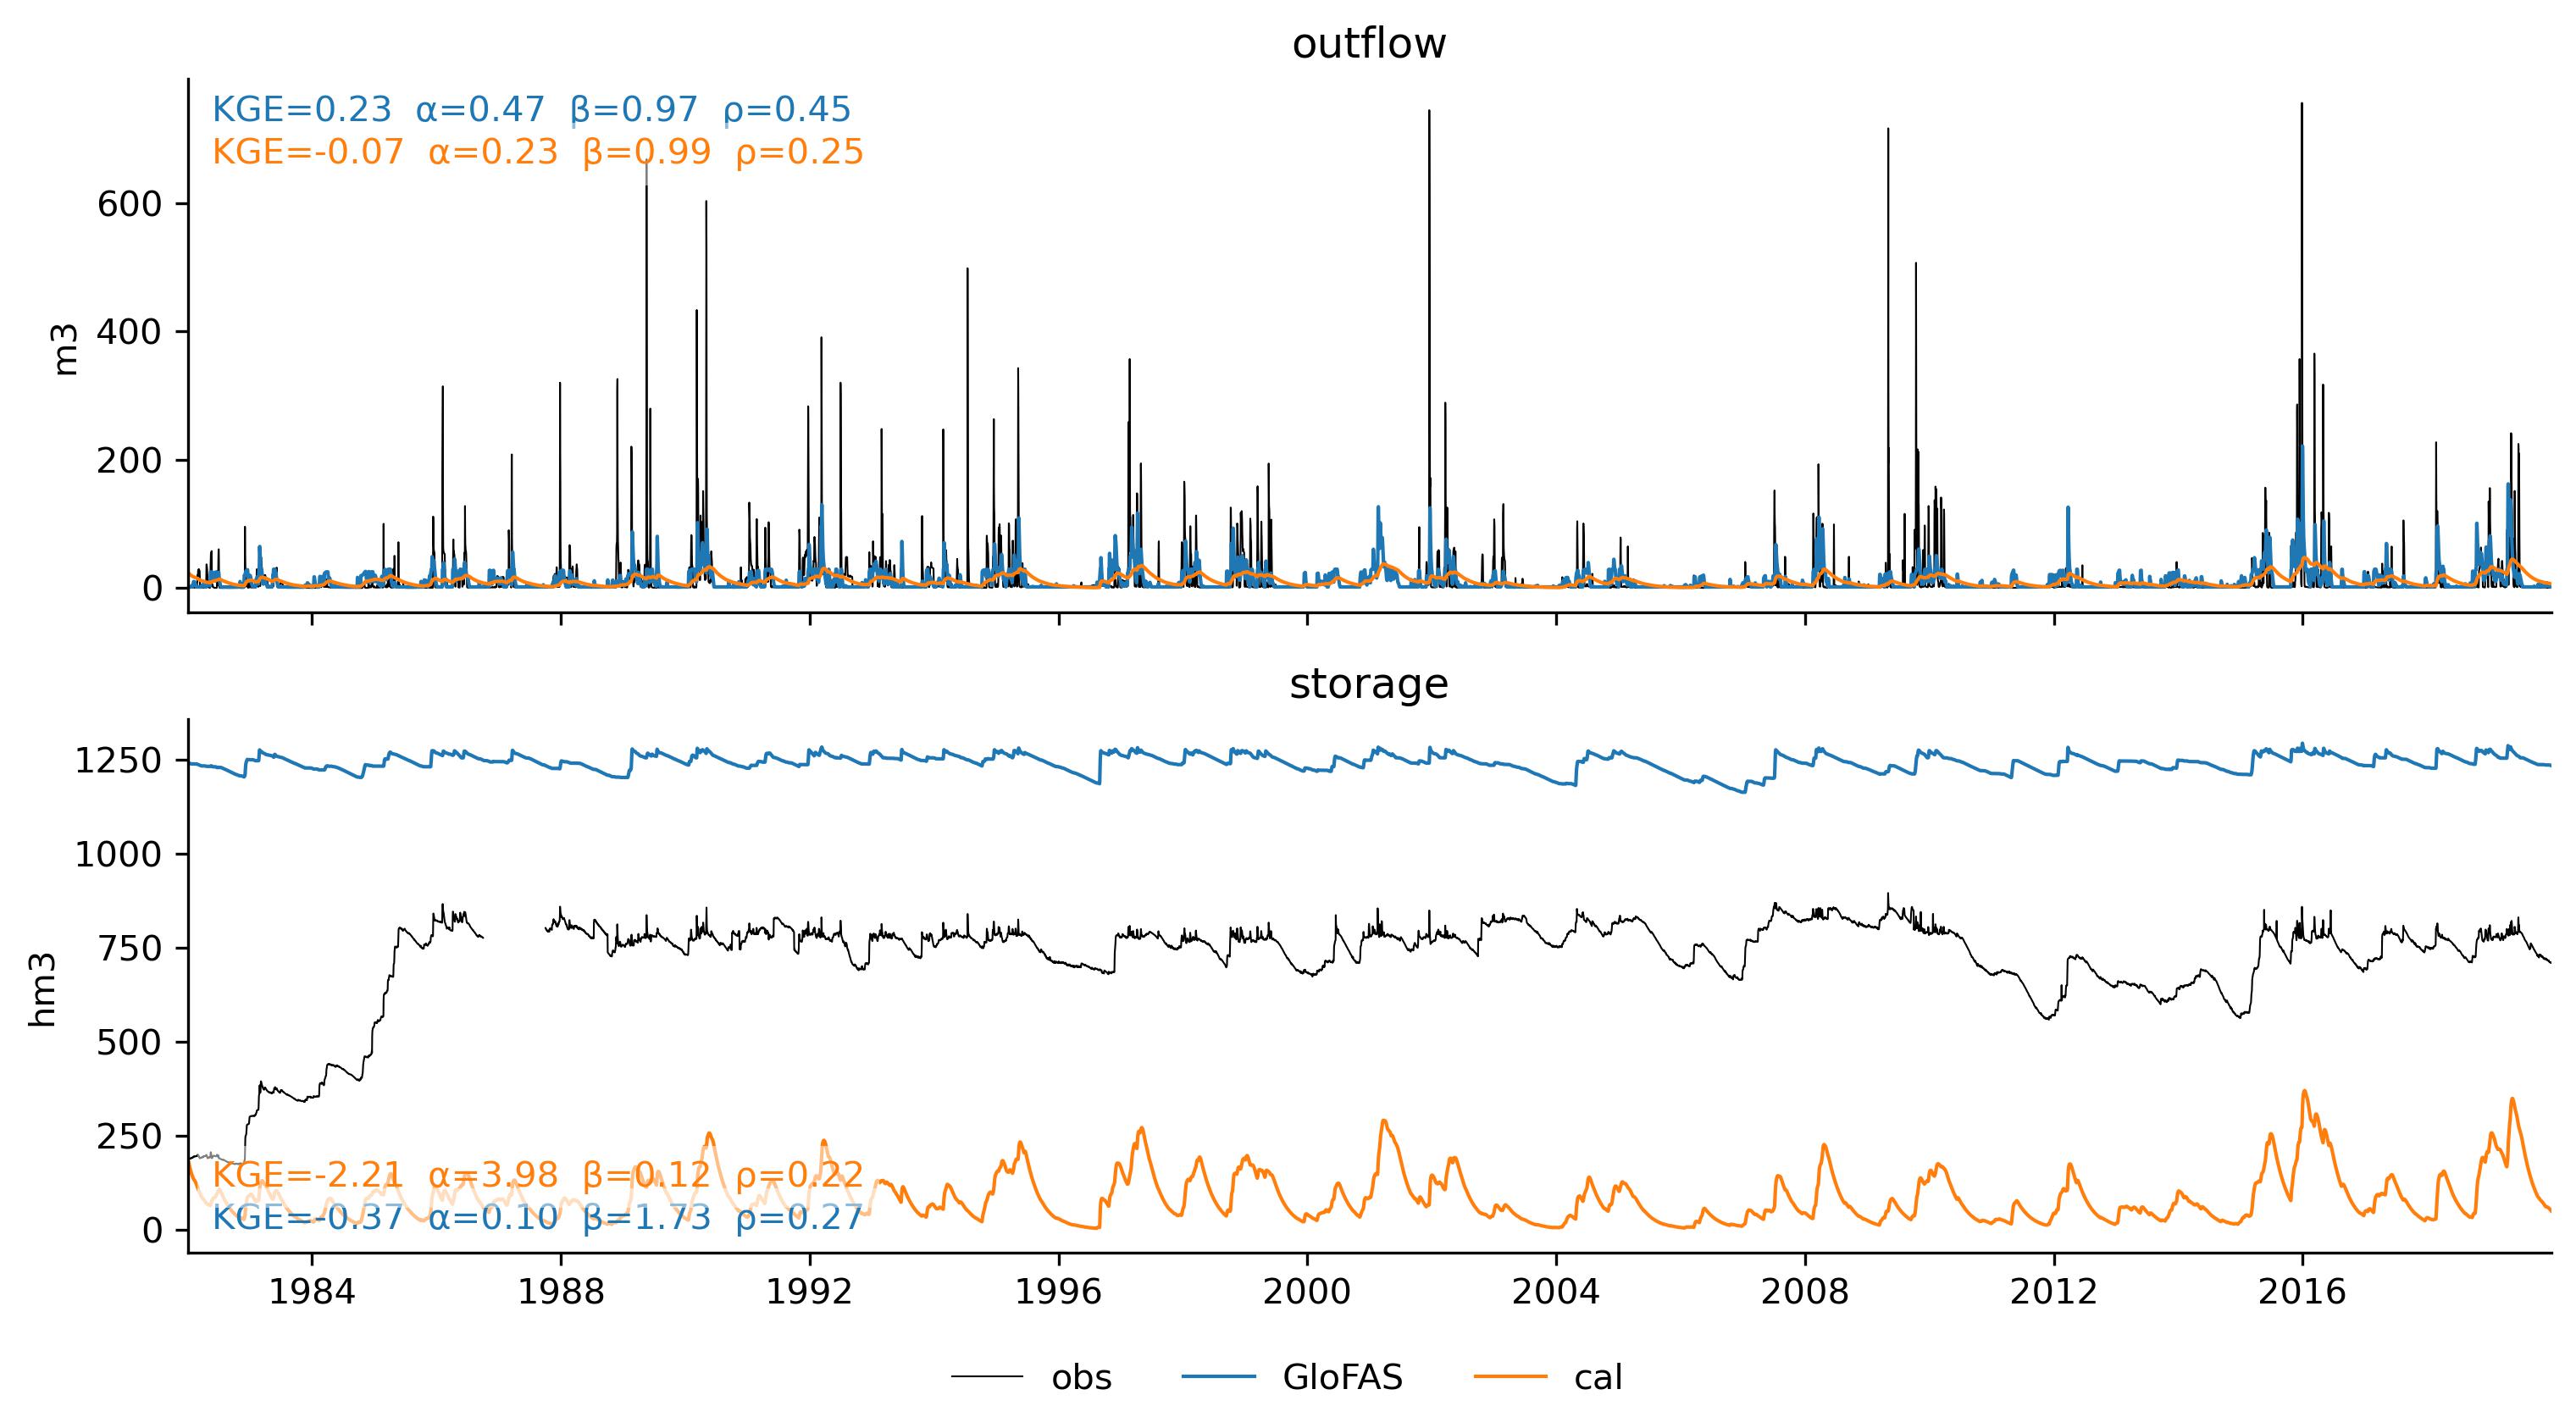 outflow
KGE=0.23 α=0.47 β=0.97 ρ=0.45
KGE=-0.07 α=0.23 β=0.99 ρ=0.25
600
400
200
0
m3
storage
1250
1000
750
500
250
0
hm3
KGE=-2.21 α=3.98 β=0.12 ρ=0.22
KGE=-0.37 α=0.10 β=1.73 ρ=0.27
1984 1988 1992 1996 2000 2004 2008 2012 2016
obs GloFAS cal